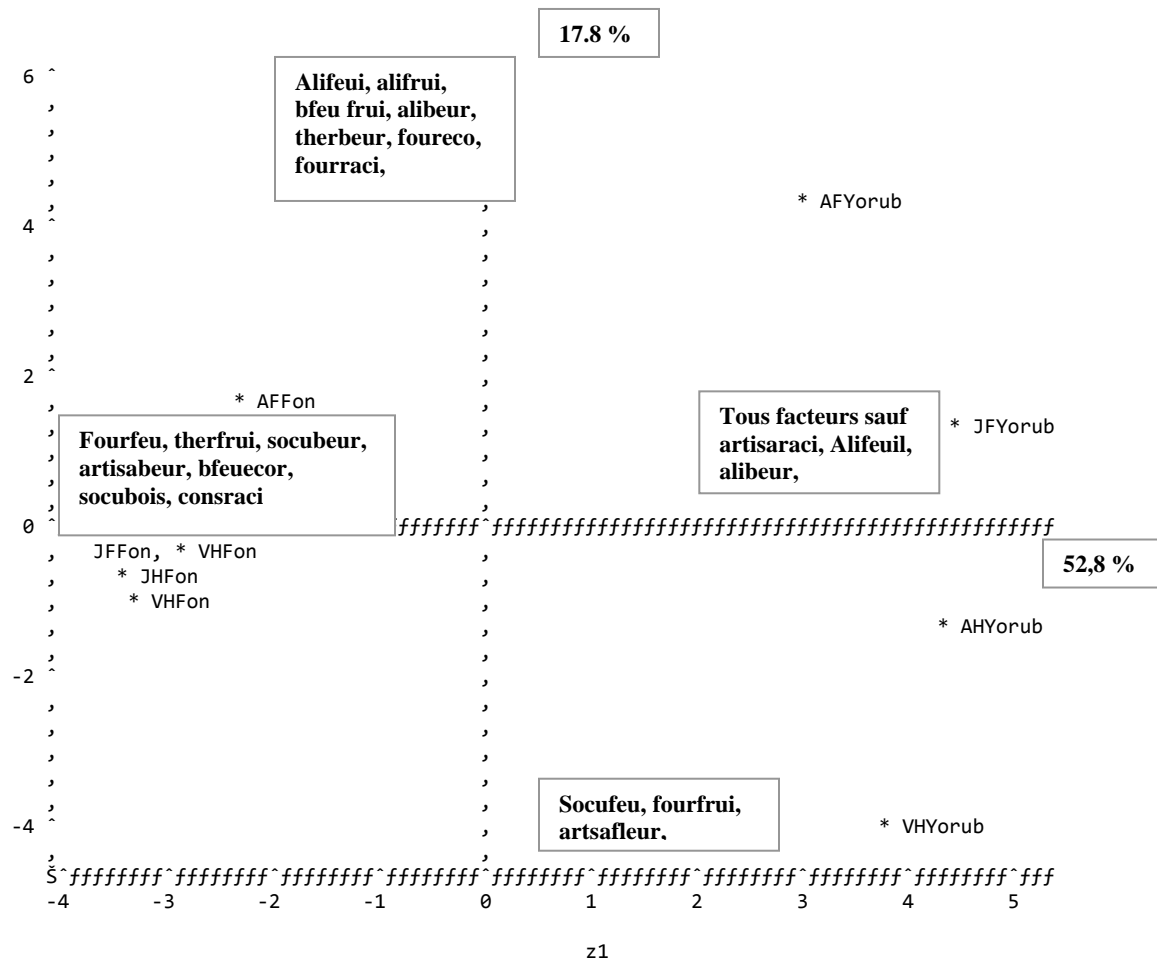 17.8 %
6
Alifeui, alifrui,
bfeu frui, alibeur,
therbeur, foureco,
fourraci,
* AFYorub
4
2
* AFFon
Tous facteurs sauf
artisaraci, Alifeuil,
alibeur,
* JFYorub
Fourfeu, therfrui, socubeur,
artisabeur, bfeuecor,
socubois, consraci
0 ˆ ƒƒƒƒƒƒƒˆƒƒƒƒƒƒƒƒƒƒƒƒƒƒƒƒƒƒƒƒƒƒƒƒƒƒƒƒƒƒƒƒƒƒƒƒƒƒƒƒƒƒƒƒƒ
JFFon, * VHFon
52,8 %
* JHFon
* VHFon
* AHYorub
-2
Socufeu, fourfrui,
artsafleur,
-4
* VHYorub
Šˆƒƒƒƒƒƒƒƒˆƒƒƒƒƒƒƒƒˆƒƒƒƒƒƒƒƒˆƒƒƒƒƒƒƒƒˆƒƒƒƒƒƒƒƒˆƒƒƒƒƒƒƒƒˆƒƒƒƒƒƒƒƒˆƒƒƒƒƒƒƒƒˆƒƒƒƒƒƒƒƒˆƒƒƒ
-4 -3 -2 -1 0 1 2 3 4 5
z1